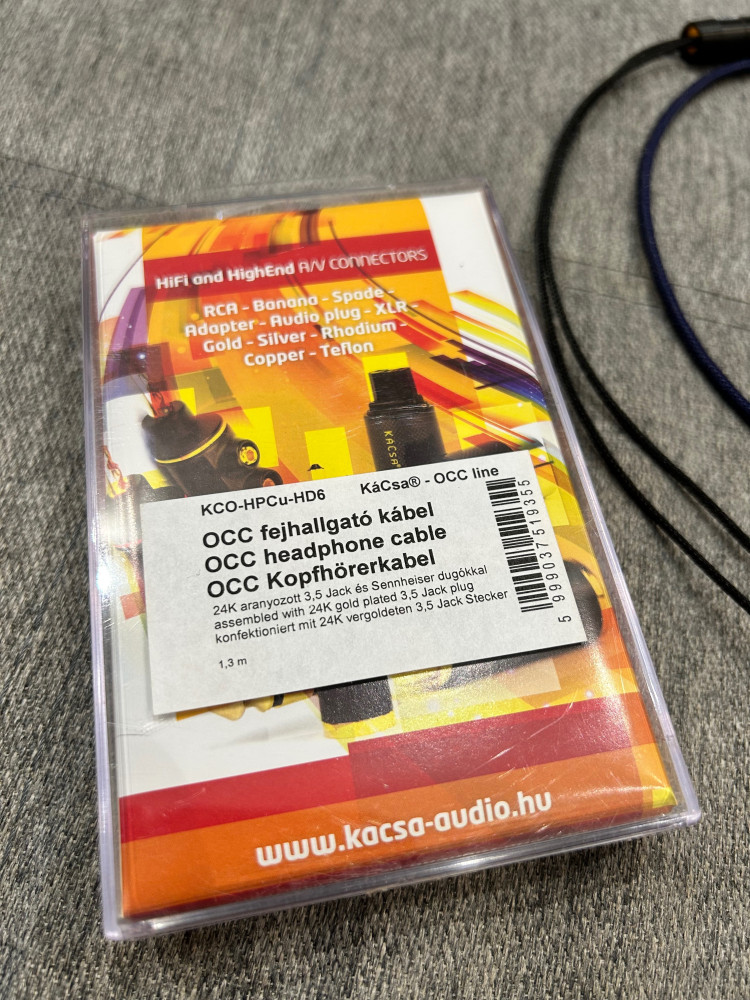 HiFi and HighEnd A/V CONNECTORS
RCA - Banana - Spade -
Adapter - Audio plug - XLR -
Gold - Silver - Rhodium -
Copper - Teflon
KACSA
KCO-HPCu-HD6 KáCsa® - OCC line
OCC fejhallgató kábel
OCC headphone cable
OCC Kopfhörerkabel
24K aranyozott 3,5 Jack és Sennheiser dugókkal
assembled with 24K gold plated 3,5 Jack plug
konfektioniert mit 24K vergoldeten 3,5 Jack Stecker
1,3 m
5 999037 519355
www.kacsa-audio.hu